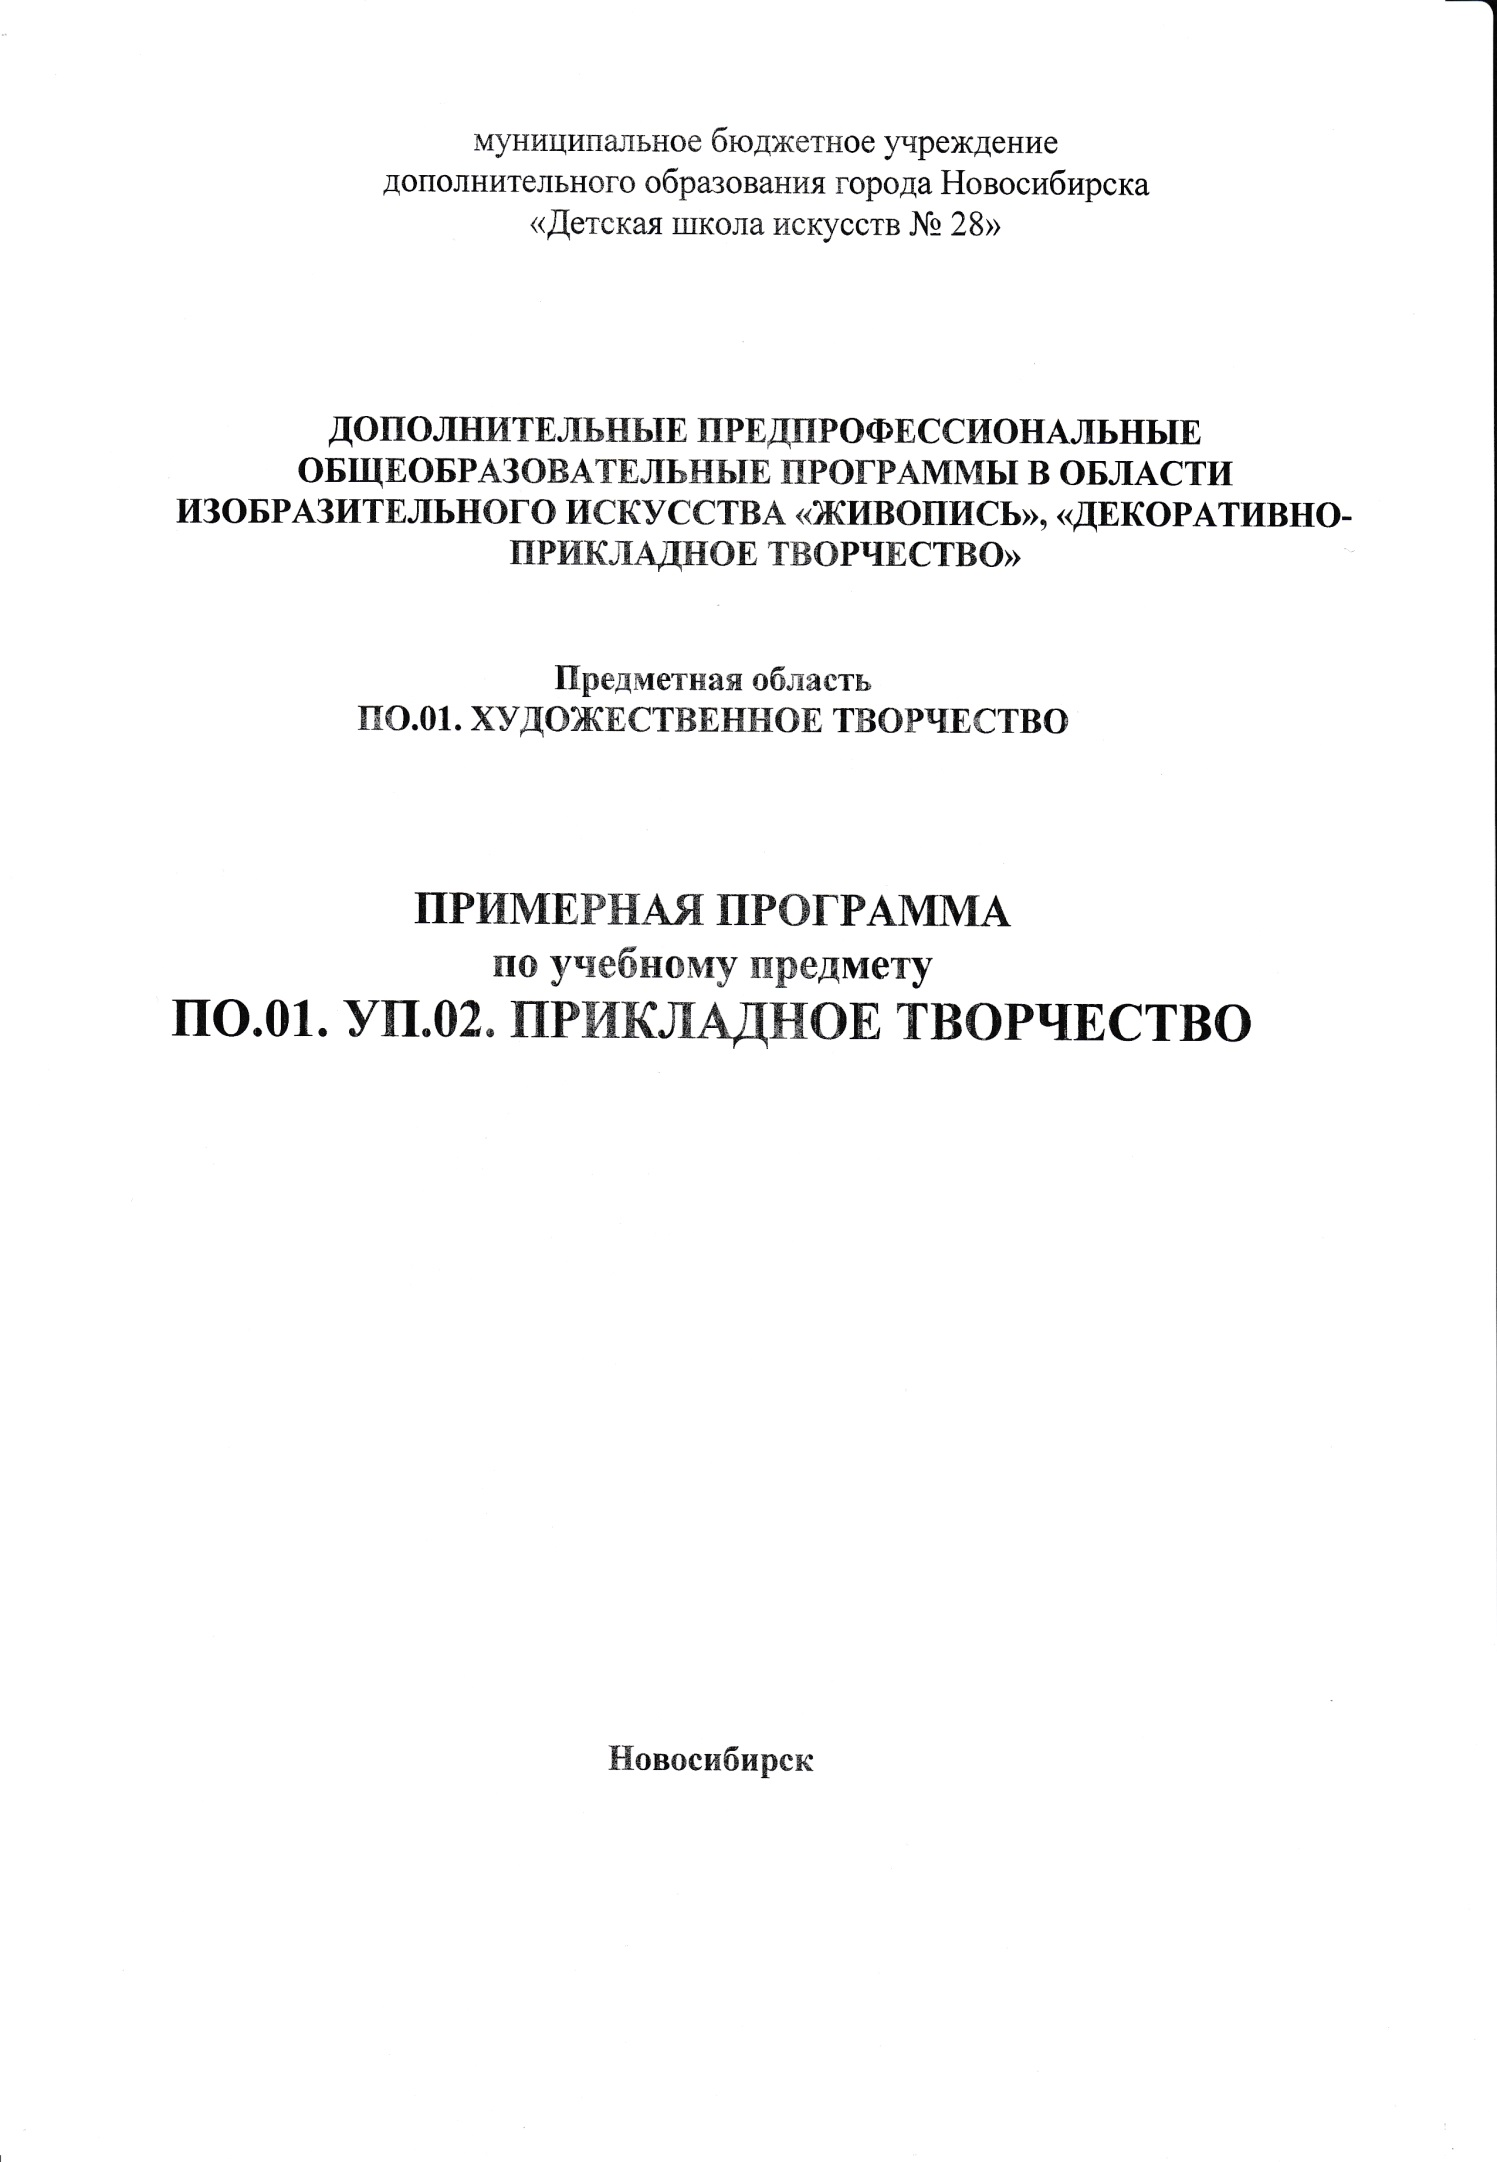 муниципальное бюджетное учреждение
дополнительного образования города Новосибирска
«Детская школа искусств № 28»
ДОПОЛНИТЕЛЬНЫЕ ПРЕДПРОФЕССИОНАЛЬНЫЕ
ОБЩЕОБРАЗОВАТЕЛЬНЫЕ ПРОГРАММЫ В ОБЛАСТИ
ИЗОБРАЗИТЕЛЬНОГО ИСКУССТВА «ЖИВОПИСЬ», «ДЕКОРАТИВНО-
ПРИКЛАДНОЕ ТВОРЧЕСТВО»
Предметная область
ПО.01. ХУДОЖЕСТВЕННОЕ ТВОРЧЕСТВО
ПРИМЕРНАЯ ПРОГРАММА
по учебному предмету
ПО.01. УП.02. ПРИКЛАДНОЕ ТВОРЧЕСТВО
Новосибирск